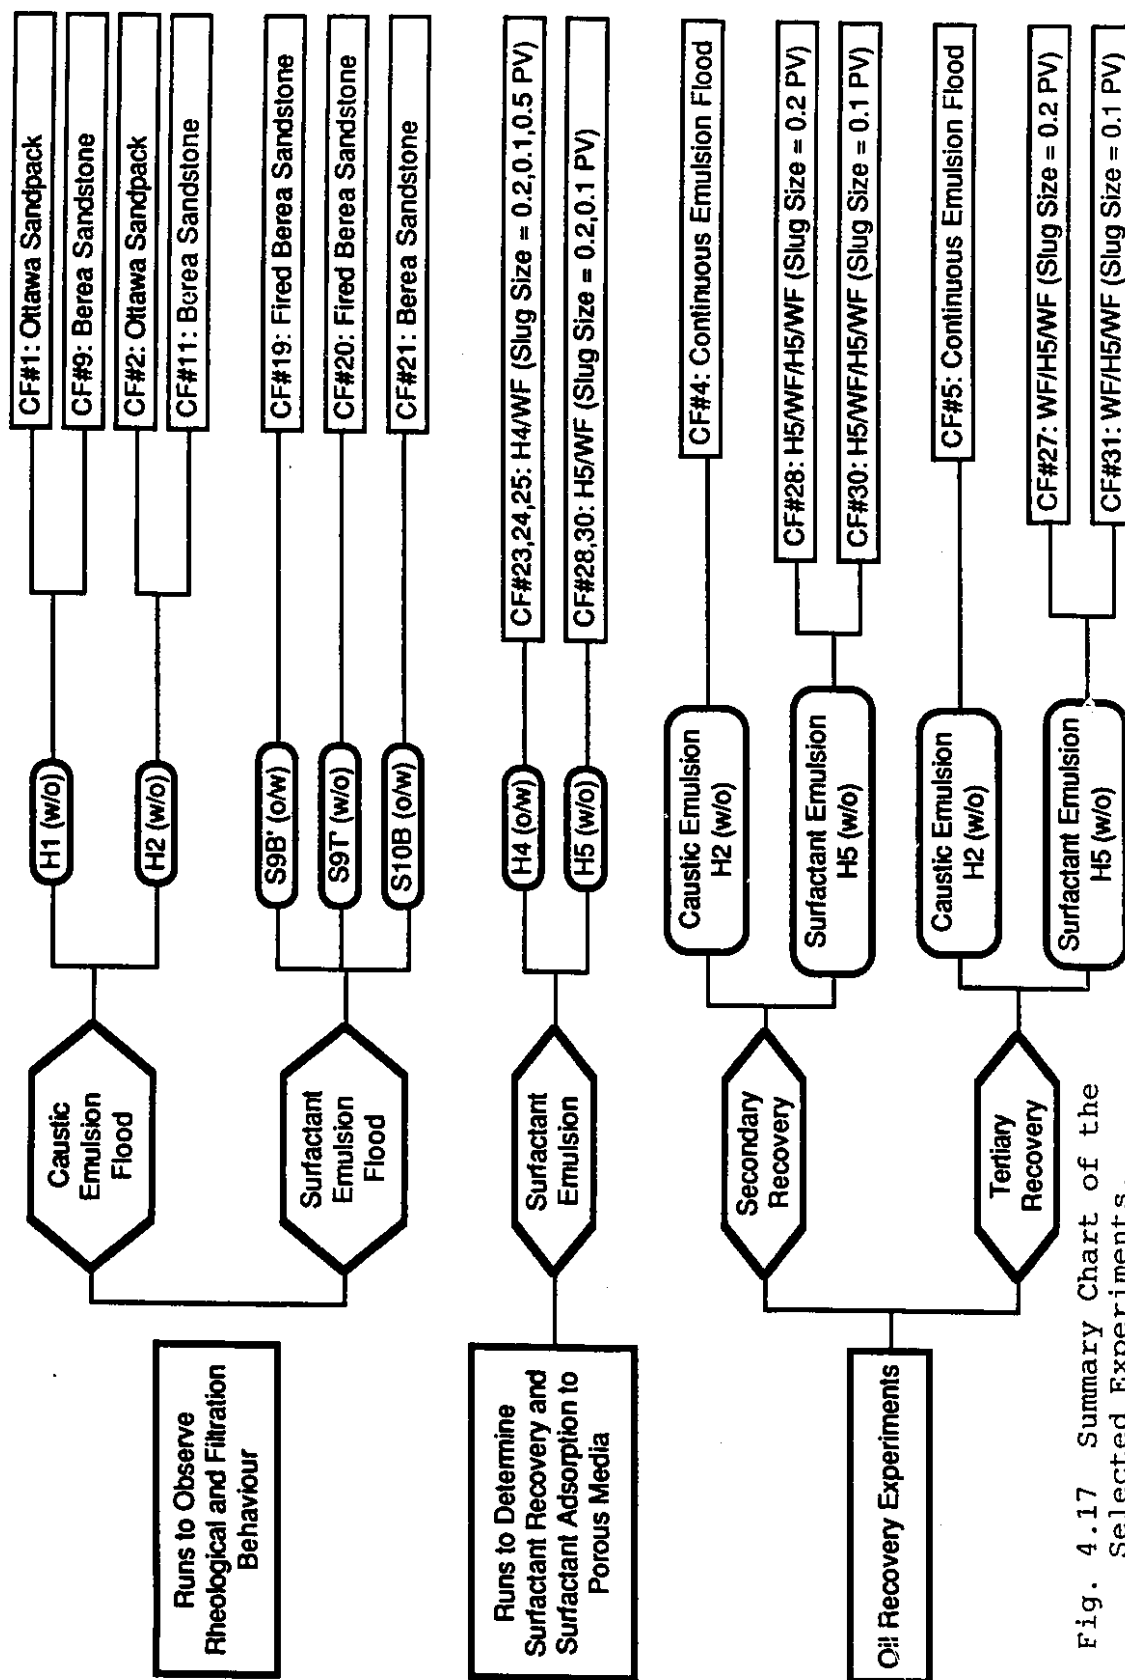 Runs to Observe
Rheological and Filtration
Behaviour
Caustic
Emulsion
Flood
H1 (w/o)
CF#1: Ottawa Sandpack
CF#9: Berea Sandstone
H2 (w/o)
CF#2: Ottawa Sandpack
CF#11: Berea Sandstone
Surfactant
Emulsion
Flood
S9B' (o/w)
CF#19: Fired Berea Sandstone
S9T' (w/o)
CF#20: Fired Berea Sandstone
S10B (o/w)
CF#21: Berea Sandstone
Runs to Determine
Surfactant Recovery and
Surfactant Adsorption to
Porous Media
Surfactant
Emulsion
H4 (o/w)
CF#23,24,25: H4/WF (Slug Size = 0.2,0.1,0.5 PV)
H5 (w/o)
CF#28,30: H5/WF (Slug Size = 0.2,0.1 PV)
Oil Recovery Experiments
Secondary
Recovery
Caustic Emulsion
H2 (w/o)
CF#4: Continuous Emulsion Flood
Surfactant Emulsion
H5 (w/o)
CF#28: H5/WF/H5/WF (Slug Size = 0.2 PV)
CF#30: H5/WF/H5/WF (Slug Size = 0.1 PV)
Tertiary
Recovery
Caustic Emulsion
H2 (w/o)
CF#5: Continuous Emulsion Flood
Surfactant Emulsion
H5 (w/o)
CF#27: WF/H5/WF (Slug Size = 0.2 PV)
CF#31: WF/H5/WF (Slug Size = 0.1 PV)
Fig. 4.17 Summary Chart of the
Selected Experiments.